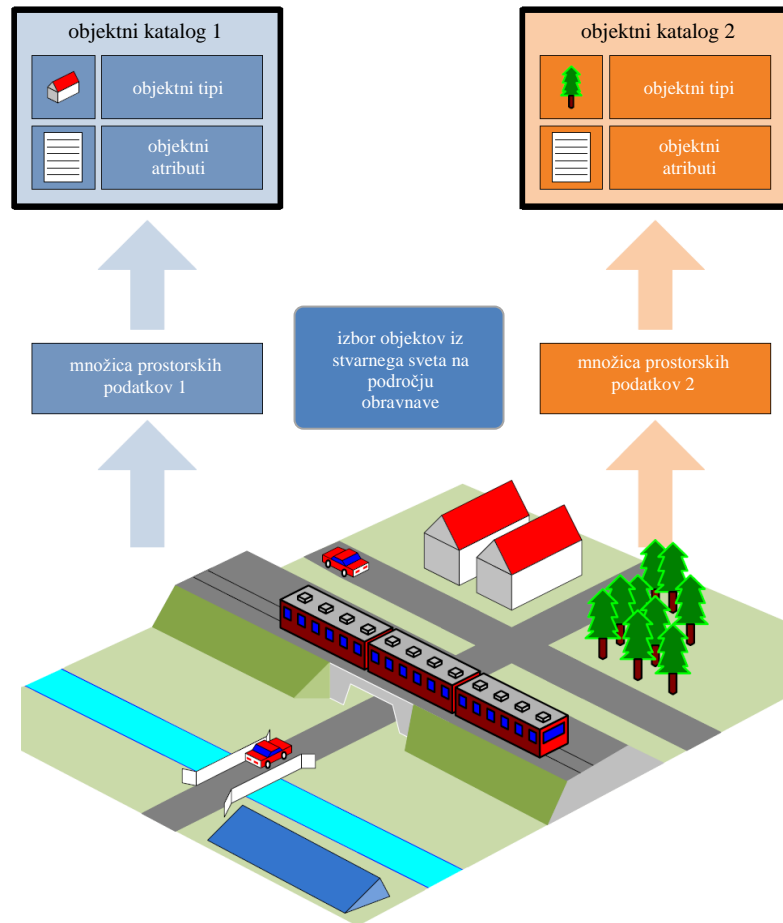 objektni katalog 1
objektni tipi
objektni
atributi
objektni katalog 2
objektni tipi
objektni
atributi
množica prostorskih
podatkov 1
izbor objektov iz
stvarnega sveta na
področju
obravnave
množica prostorskih
podatkov 2